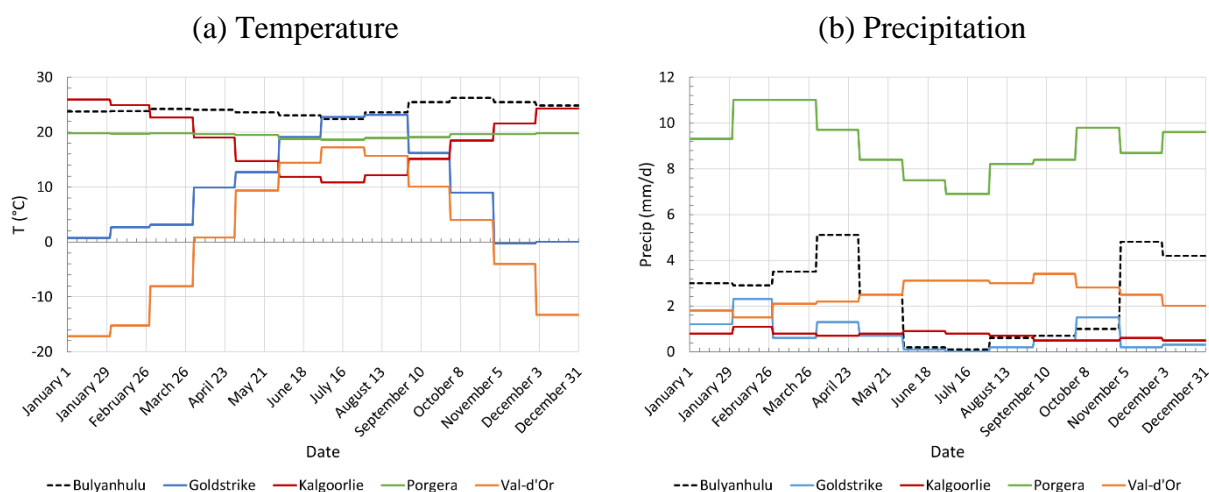 (a) Temperature
30
20
10
0
-10
-20
T (°C)
January 1
January 29
February 26
March 26
April 23
May 21
June 18
July 16
August 13
September 10
October 8
November 5
December 3
December 31
Date
Bulyanhulu Goldstrike Kalgoorlie Porgera Val-d'Or
(b) Precipitation
12
10
8
6
4
2
0
Precip (mm/d)
January 1
January 29
February 26
March 26
April 23
May 21
June 18
July 16
August 13
September 10
October 8
November 5
December 3
December 31
Date
Bulyanhulu Goldstrike Kalgoorlie Porgera Val-d'Or